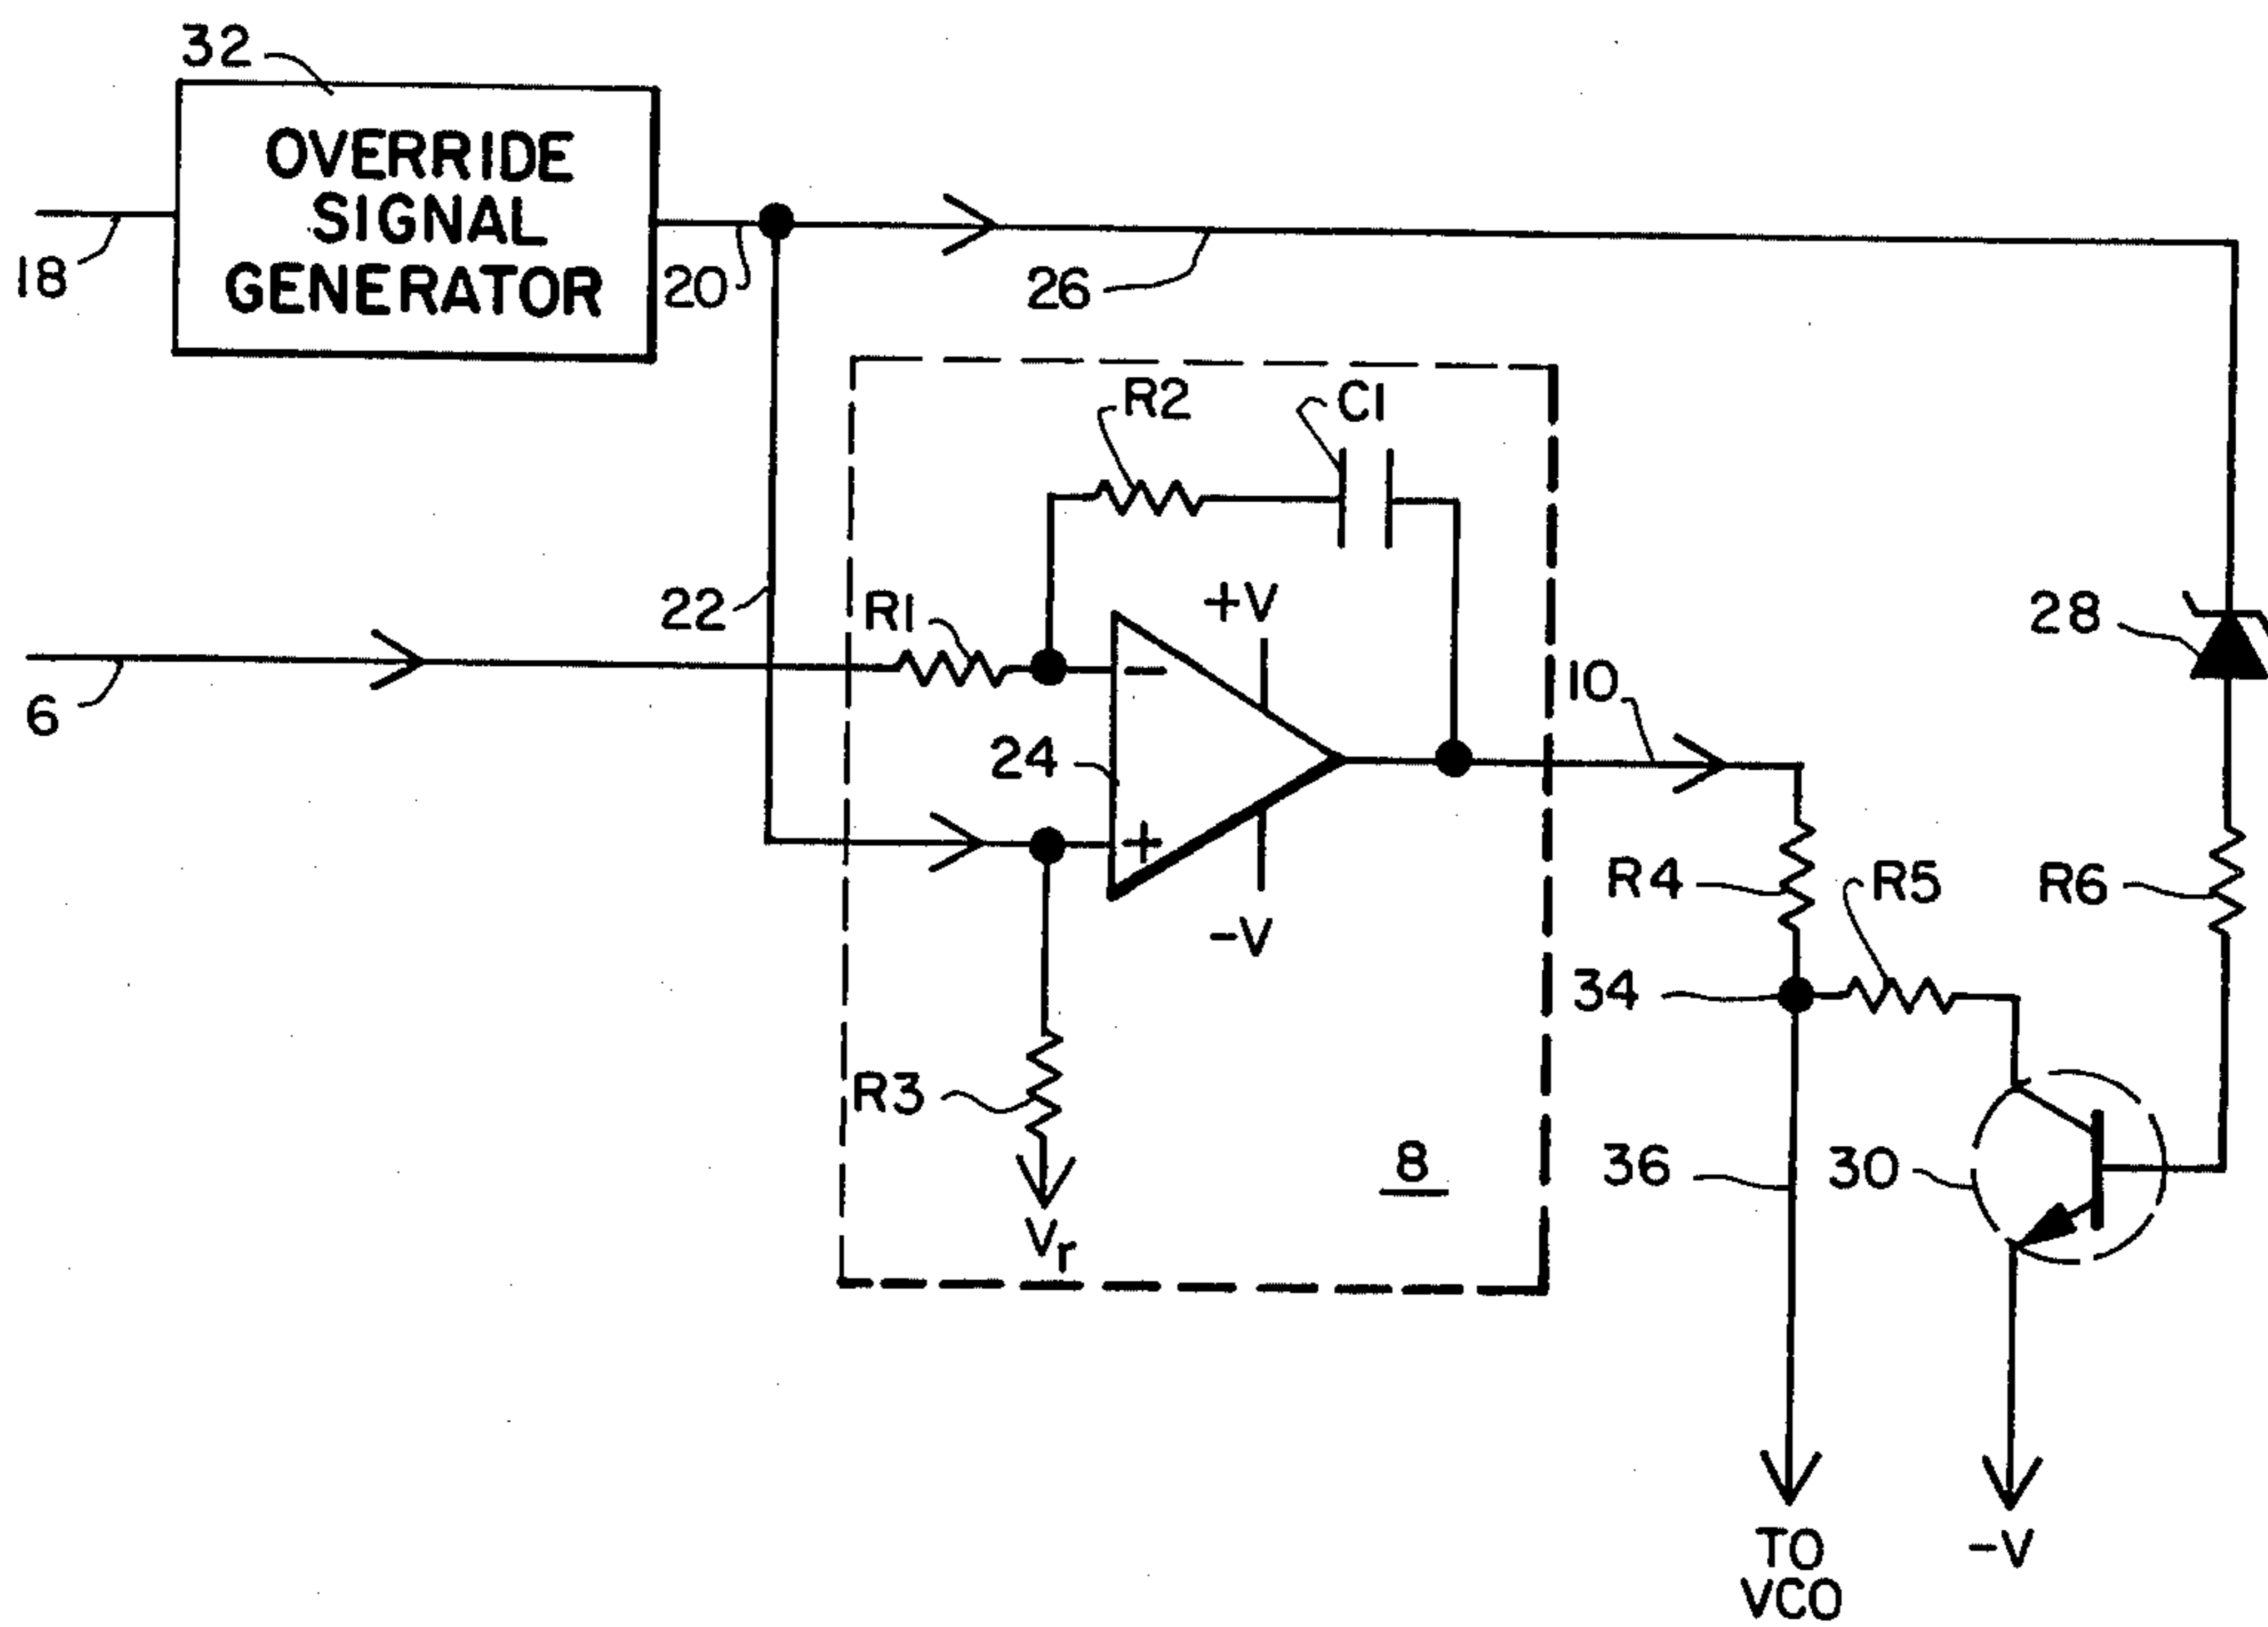 32
OVERRIDE
SIGNAL
GENERATOR
18
20
26
R2
C1
22
R1
+V
28
6
-
10
24
+
R4
R5
R6
-V
34
R3
8
36
30
Vr
TO
VCO
-V